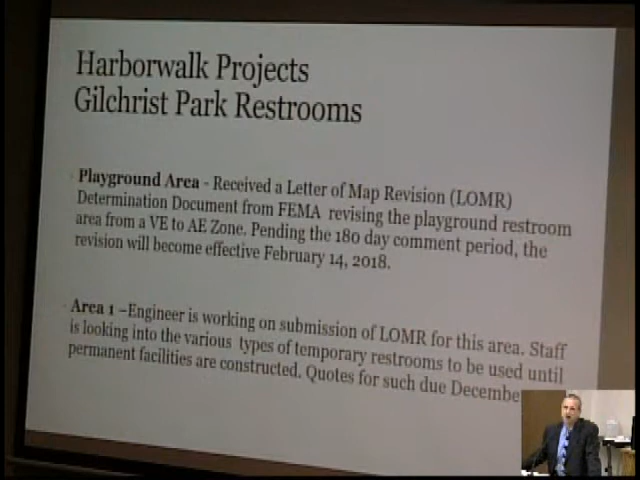 Harborwalk Projects
Gilchrist Park Restrooms
Playground Area - Received a Letter of Map Revision (LOMR)
Determination Document from FEMA revising the playground restroom
area from a VE to AE Zone. Pending the 180 day comment period, the
revision will become effective February 14, 2018.
Area 1 –Engineer is working on submission of LOMR for this area. Staff
is looking into the various types of temporary restrooms to be used until
permanent facilities are constructed. Quotes for such due